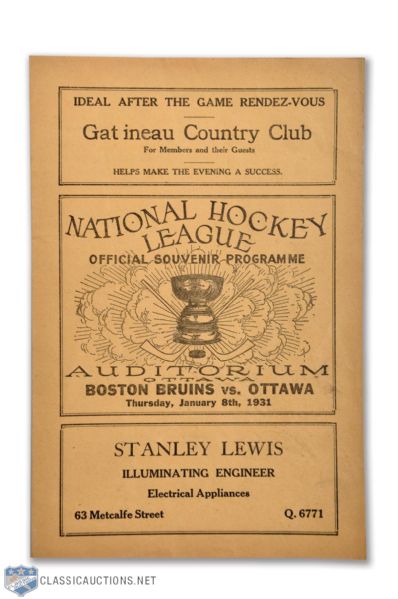 IDEAL AFTER THE GAME RENDEZ-VOUS
Gatineau Country Club
For Members and their Guests
HELPS MAKE THE EVENING A SUCCESS.
NATIONAL HOCKEY
LEAGUE
OFFICIAL SOUVENIR PROGRAMME
AUDITORIUM
OTTAWA
BOSTON BRUINS vs. OTTAWA
Thursday, January 8th, 1931
STANLEY LEWIS
ILLUMINATING ENGINEER
Electrical Appliances
63 Metcalfe Street Q. 6771
CLASSICAUCTIONS.NET